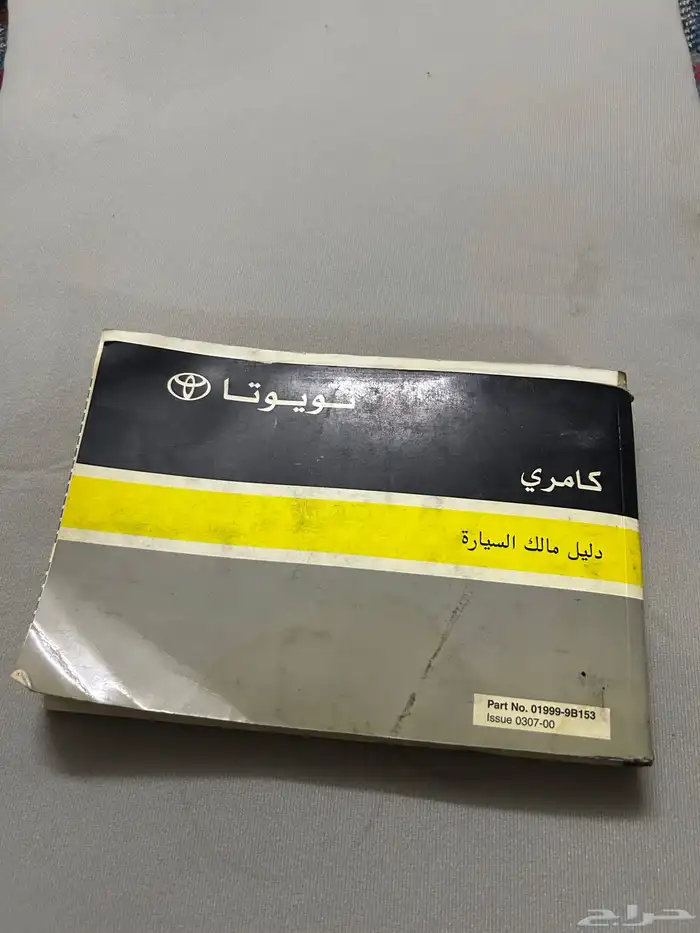 تويوتا
كامري
دليل مالك السيارة
Part No. 01999-9B153
Issue 0307-00
حراج